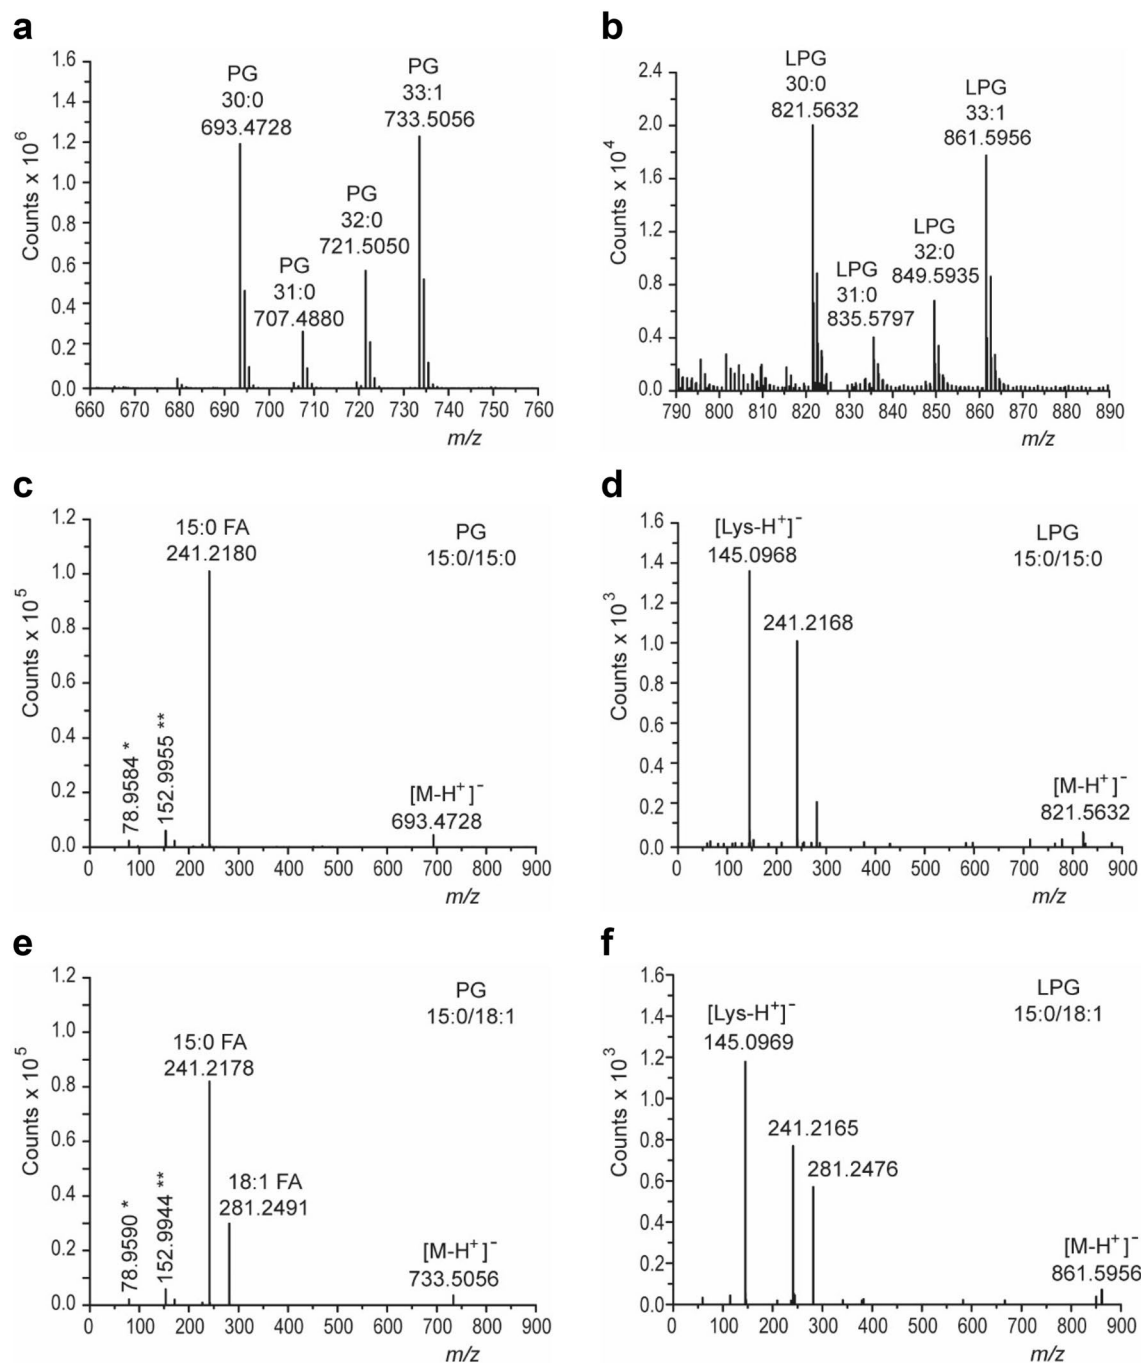 a
PG
30:0
693.4728
PG
31:0
707.4880
PG
32:0
721.5050
PG
33:1
733.5056
Counts x 10⁶
1.6
1.4
1.2
1.0
0.8
0.6
0.4
0.2
0.0
660 670 680 690 700 710 720 730 740 750 760
m/z
b
LPG
30:0
821.5632
LPG
31:0
835.5797
LPG
32:0
849.5935
LPG
33:1
861.5956
Counts x 10⁴
2.4
2.0
1.6
1.2
0.8
0.4
0.0
790 800 810 820 830 840 850 860 870 880 890
m/z
c
15:0 FA
241.2180
PG
15:0/15:0
78.9584 *
152.9955 **
[M-H⁺]⁻
693.4728
Counts x 10⁵
1.2
1.0
0.8
0.6
0.4
0.2
0.0
0 100 200 300 400 500 600 700 800 900
m/z
d
[Lys-H⁺]⁻
145.0968
241.2168
LPG
15:0/15:0
[M-H⁺]⁻
821.5632
Counts x 10³
1.6
1.4
1.2
1.0
0.8
0.6
0.4
0.2
0.0
0 100 200 300 400 500 600 700 800 900
m/z
e
15:0 FA
241.2178
18:1 FA
281.2491
PG
15:0/18:1
78.9590 *
152.9944 **
[M-H⁺]⁻
733.5056
Counts x 10⁵
1.2
1.0
0.8
0.6
0.4
0.2
0.0
0 100 200 300 400 500 600 700 800 900
m/z
f
[Lys-H⁺]⁻
145.0969
241.2165
281.2476
LPG
15:0/18:1
[M-H⁺]⁻
861.5956
Counts x 10³
1.6
1.4
1.2
1.0
0.8
0.6
0.4
0.2
0.0
0 100 200 300 400 500 600 700 800 900
m/z